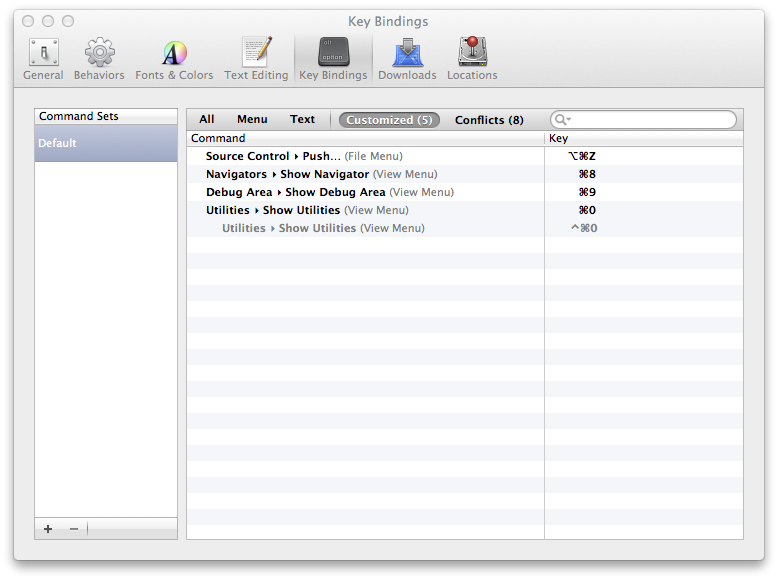 Key Bindings
alt
option
General Behaviors Fonts & Colors Text Editing Key Bindings Downloads Locations
Command Sets
Default
All Menu Text Customized (5) Conflicts (8)
Command Key
Source Control ▸ Push... (File Menu) ⌥⌘Z
Navigators ▸ Show Navigator (View Menu) ⌘8
Debug Area ▸ Show Debug Area (View Menu) ⌘9
Utilities ▸ Show Utilities (View Menu) ⌘0
Utilities ▸ Show Utilities (View Menu) ^⌘0